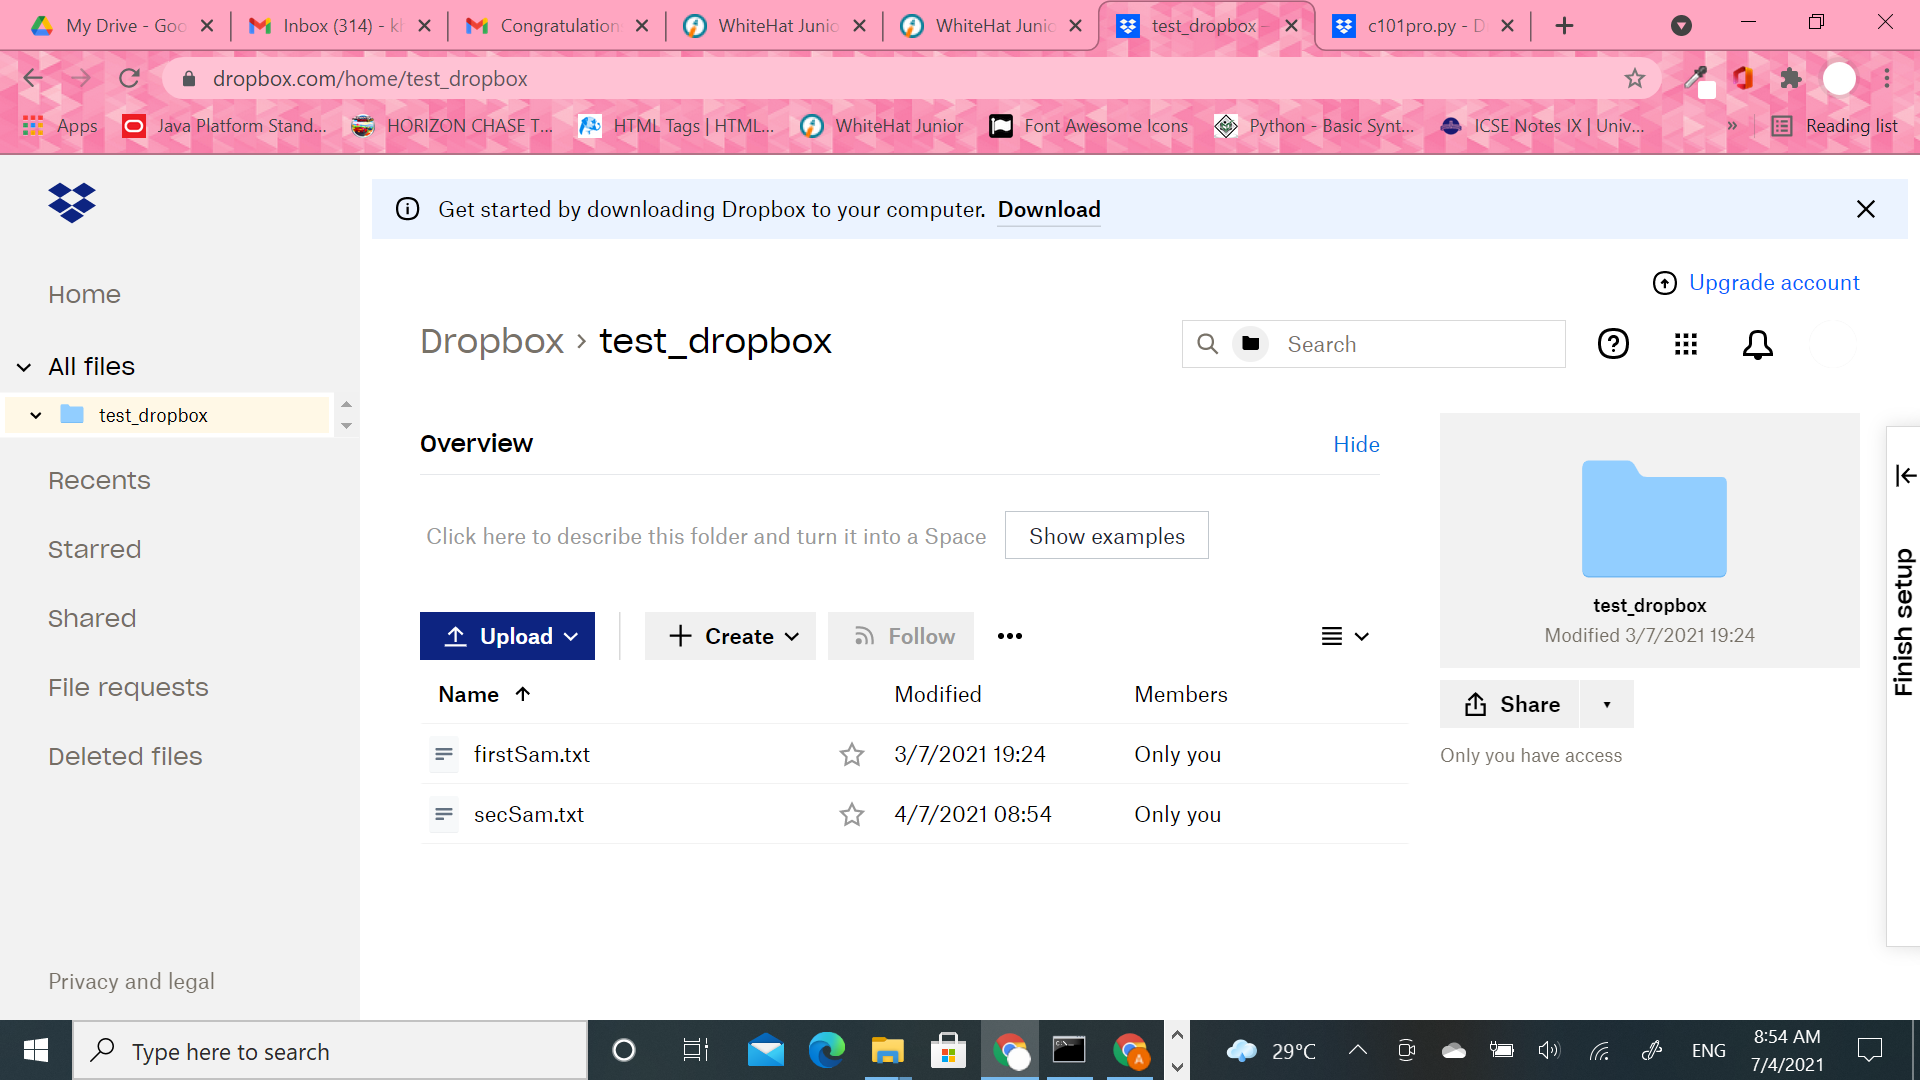 My Drive - Goo
Inbox (314) - kh
Congratulation
WhiteHat Junio
WhiteHat Junio
test_dropbox -
c101pro.py - D
dropbox.com/home/test_dropbox
Apps
Java Platform Stand...
HORIZON CHASE T...
HTML Tags | HTML...
WhiteHat Junior
Font Awesome Icons
Python - Basic Synt...
ICSE Notes IX | Univ...
»
Reading list
Get started by downloading Dropbox to your computer. Download
Upgrade account
Home
Dropbox › test_dropbox
Search
All files
test_dropbox
Overview
Hide
Recents
Starred
Shared
File requests
Deleted files
Click here to describe this folder and turn it into a Space
Show examples
Upload
Create
Follow
Name
Modified
Members
firstSam.txt
3/7/2021 19:24
Only you
secSam.txt
4/7/2021 08:54
Only you
test_dropbox
Modified 3/7/2021 19:24
Share
Only you have access
Finish setup
Privacy and legal
Type here to search
A
29°C
ENG
8:54 AM
7/4/2021